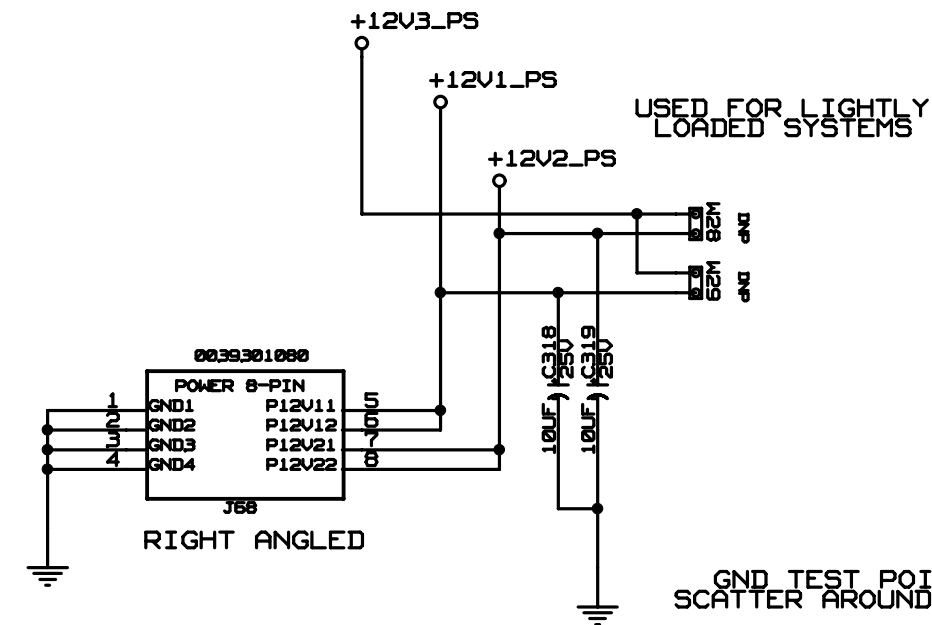 +12V3_PS
+12V1_PS
USED FOR LIGHTLY
LOADED SYSTEMS
+12V2_PS
M28
DNP
M29
DNP
C318
25V
10UF
C319
25V
10UF
0039301080
POWER 8-PIN
1 GND1 P12V11 5
2 GND2 P12V12 6
3 GND3 P12V21 7
4 GND4 P12V22 8
J68
RIGHT ANGLED
GND TEST POI
SCATTER AROUND